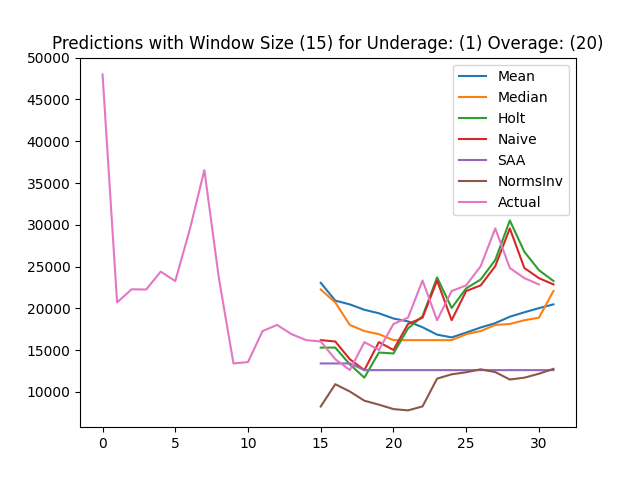 Predictions with Window Size (15) for Underage: (1) Overage: (20)
50000
45000
40000
35000
30000
25000
20000
15000
10000
0
5
10
15
20
25
30
Mean
Median
Holt
Naive
SAA
NormsInv
Actual